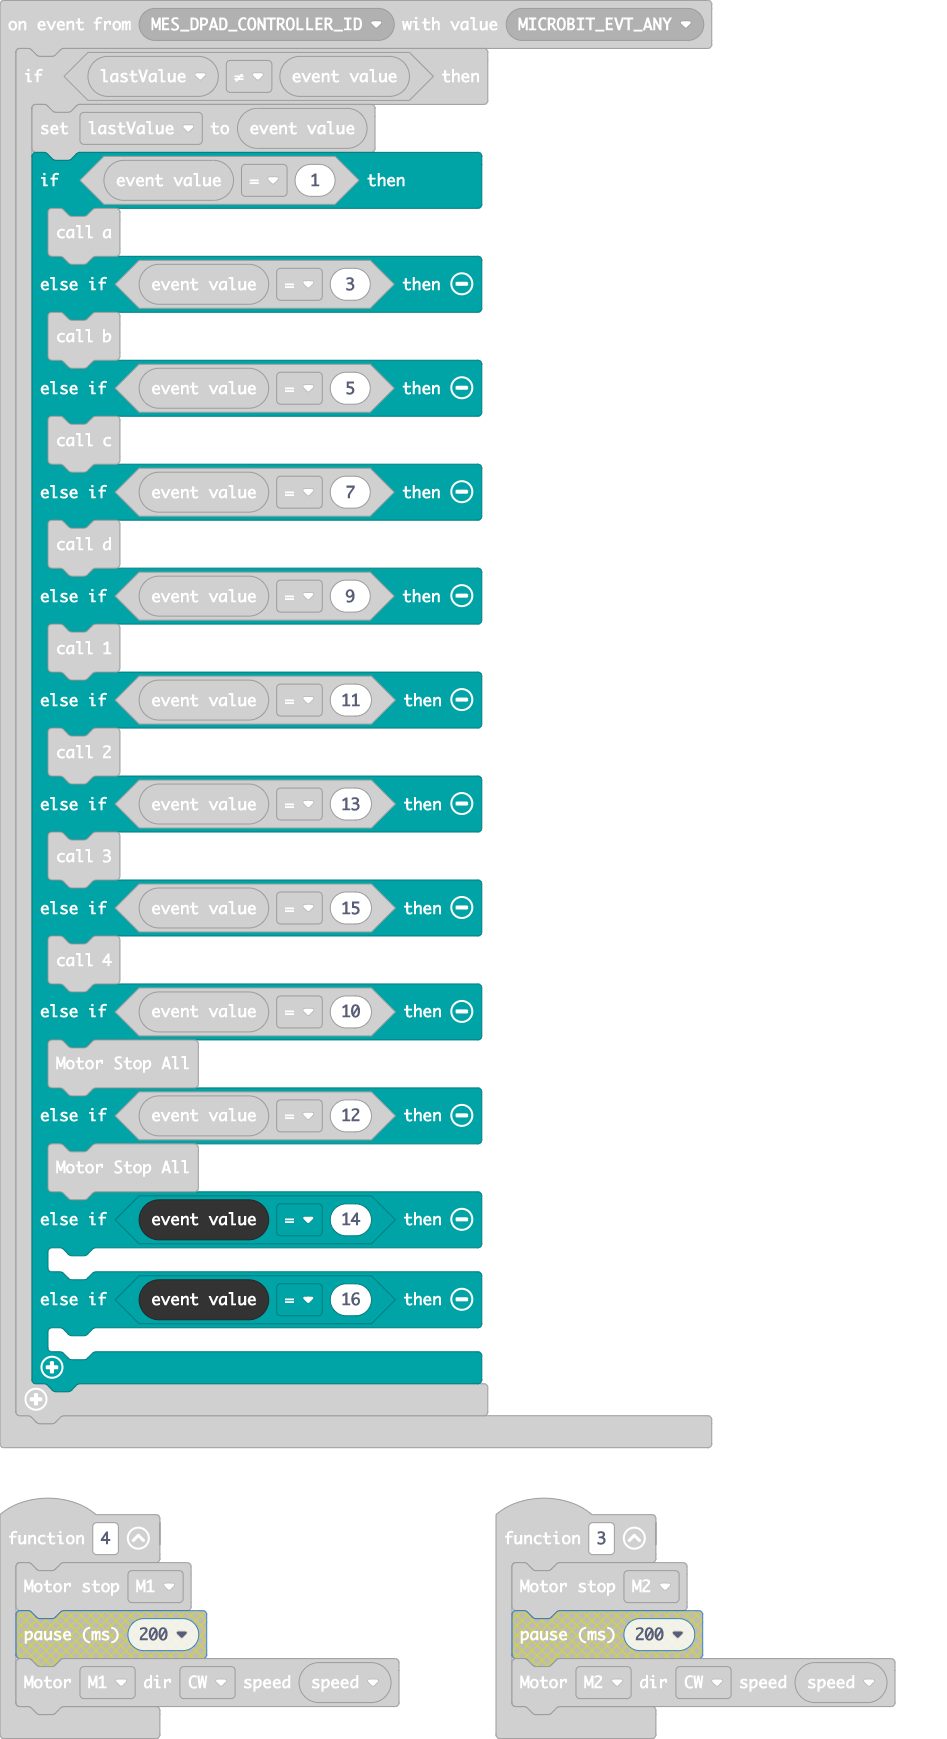 on event from MES_DPAD_CONTROLLER_ID with value MICROBIT_EVT_ANY
if lastValue ≠ event value then
set lastValue to event value
if event value = 1 then
call a
else if event value = 3 then
call b
else if event value = 5 then
call c
else if event value = 7 then
call d
else if event value = 9 then
call 1
else if event value = 11 then
call 2
else if event value = 13 then
call 3
else if event value = 15 then
call 4
else if event value = 10 then
Motor Stop All
else if event value = 12 then
Motor Stop All
else if event value = 14 then
else if event value = 16 then
function 4
Motor stop M1
pause (ms) 200
Motor M1 dir CW speed speed
function 3
Motor stop M2
pause (ms) 200
Motor M2 dir CW speed speed